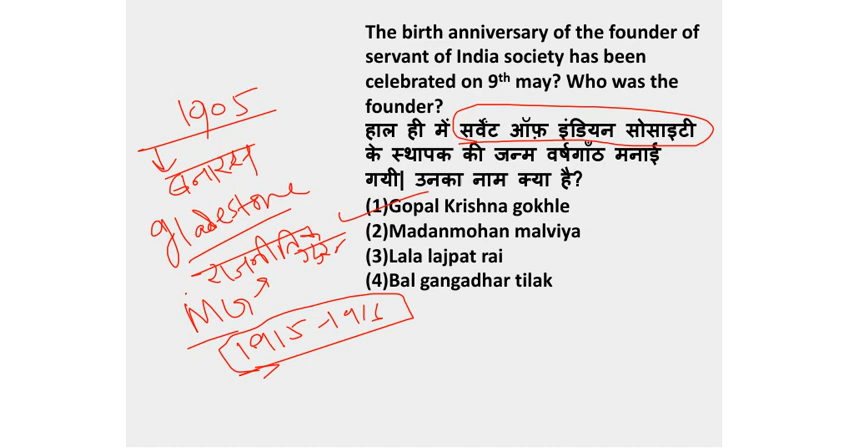 The birth anniversary of the founder of
servant of India society has been
celebrated on 9th may? Who was the
founder?
हाल ही में सर्वेंट ऑफ़ इंडियन सोसाइटी
के स्थापक की जन्म वर्षगाँठ मनाई
गयी| उनका नाम क्या है?
(1)Gopal Krishna gokhle
(2)Madanmohan malviya
(3)Lala lajpat rai
(4)Bal gangadhar tilak
1905
बनारस
gladestone
राजनीतिक
MG
1915-191